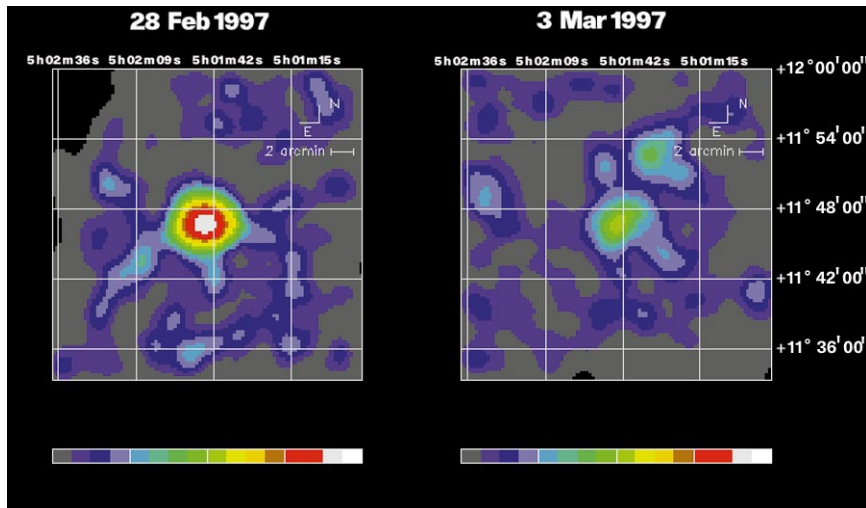 28 Feb 1997
3 Mar 1997
5h02m36s 5h02m09s 5h01m42s 5h01m15s
5h02m36s 5h02m09s 5h01m42s 5h01m15s
+12° 00' 00"
N
E
2 arcmin
N
E
2 arcmin
+11° 54' 00"
+11° 48' 00"
+11° 42' 00"
+11° 36' 00"